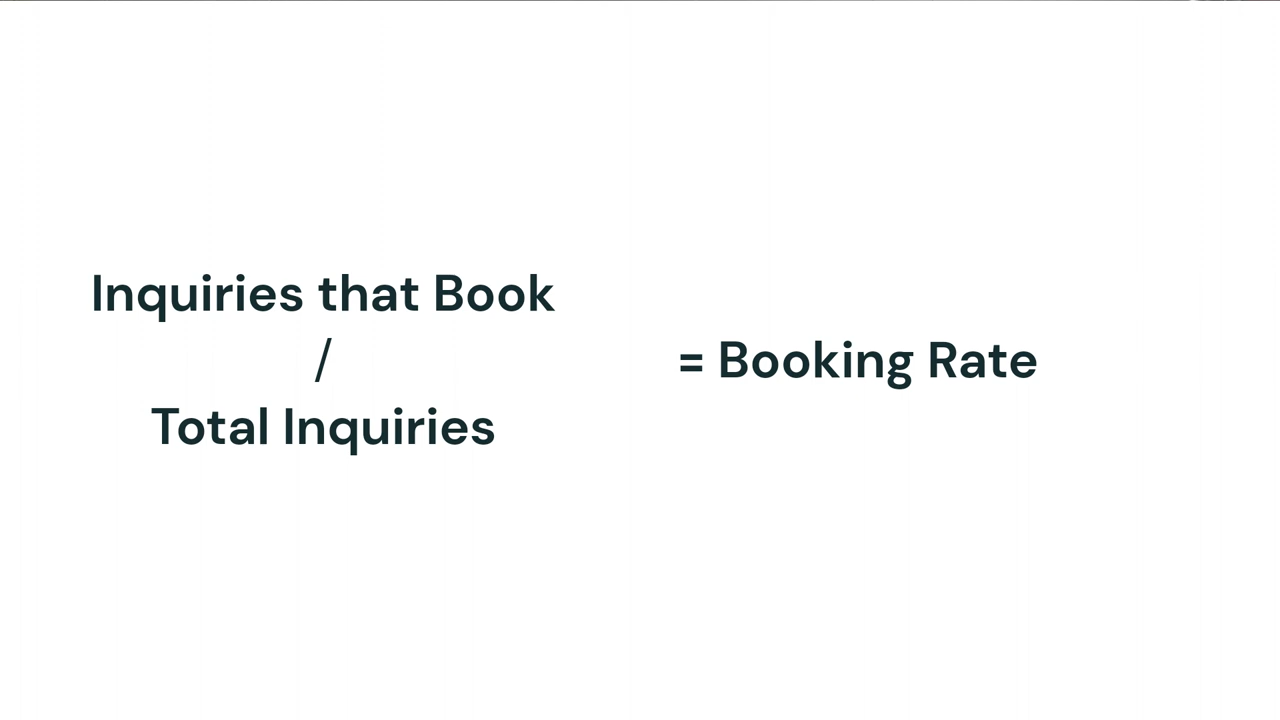 Inquiries that Book
/
Total Inquiries
= Booking Rate